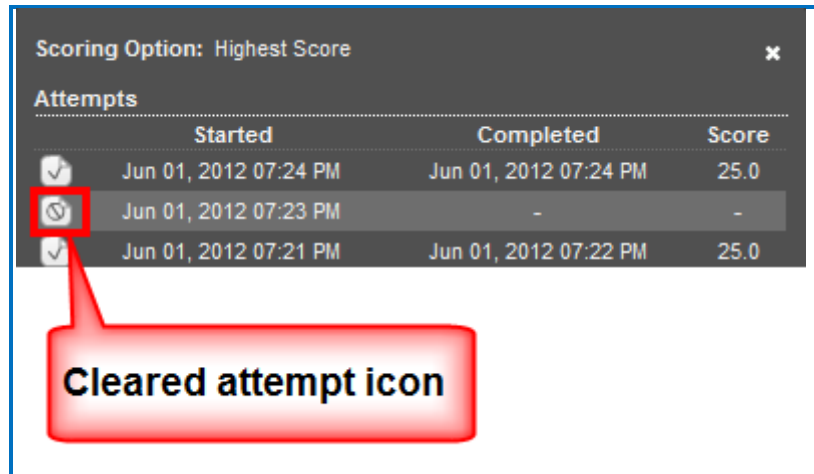 Scoring Option: Highest Score
Attempts
Started Completed Score
Jun 01, 2012 07:24 PM Jun 01, 2012 07:24 PM 25.0
Jun 01, 2012 07:23 PM - -
Jun 01, 2012 07:21 PM Jun 01, 2012 07:22 PM 25.0
Cleared attempt icon